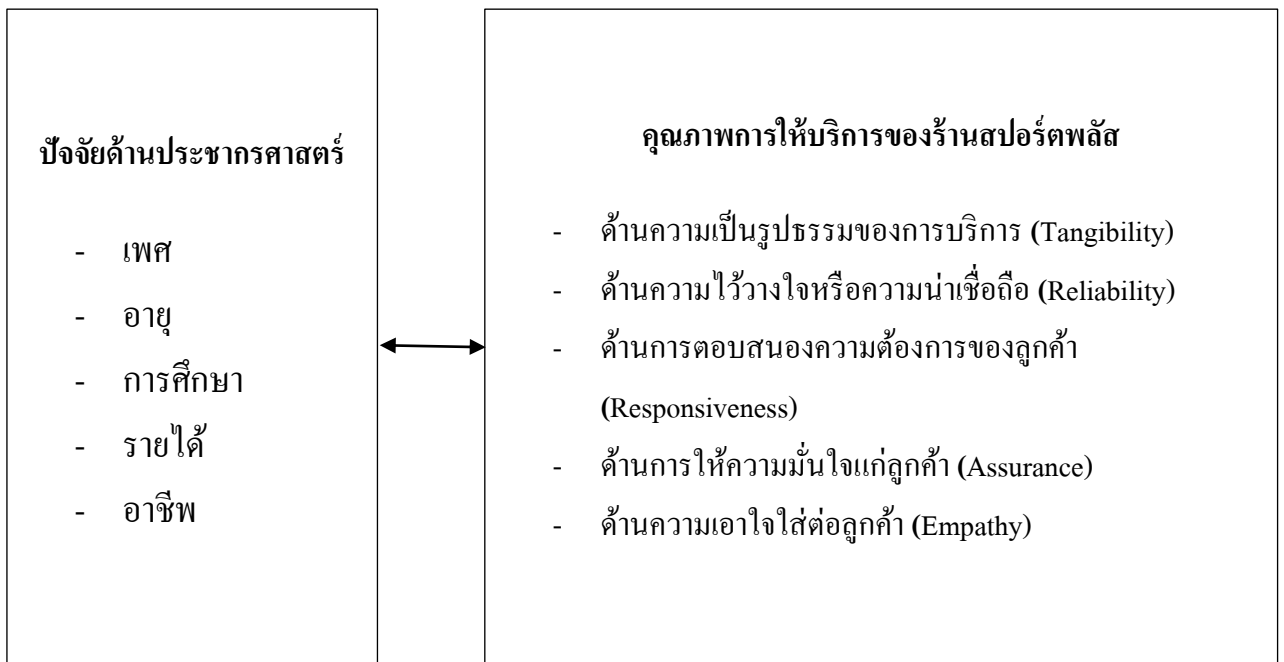 ปัจจัยด้านประชากรศาสตร์
- เพศ
- อายุ
- การศึกษา
- รายได้
- อาชีพ
คุณภาพการให้บริการของร้านสปอร์ตพลัส
- ด้านความเป็นรูปธรรมของการบริการ (Tangibility)
- ด้านความไว้วางใจหรือความน่าเชื่อถือ (Reliability)
- ด้านการตอบสนองความต้องการของลูกค้า
(Responsiveness)
- ด้านการให้ความมั่นใจแก่ลูกค้า (Assurance)
- ด้านความเอาใจใส่ต่อลูกค้า (Empathy)